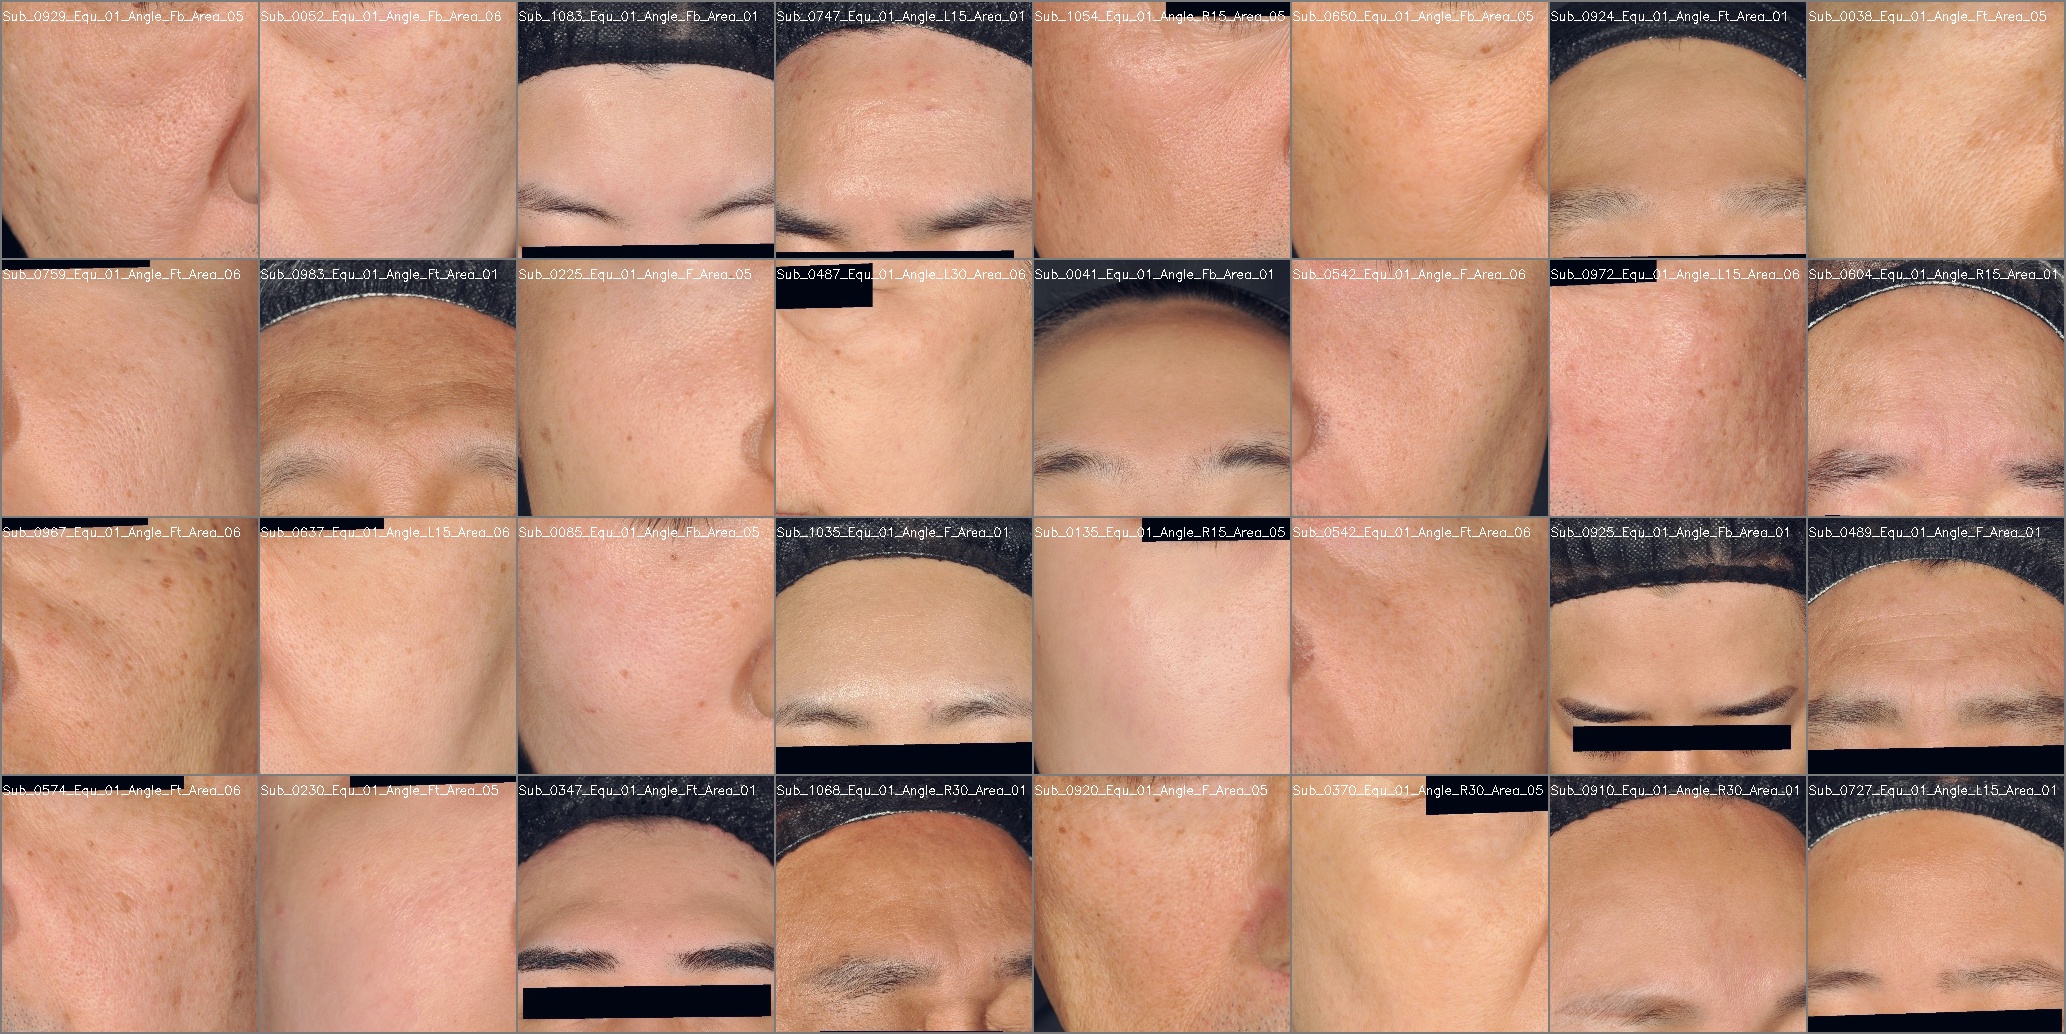 Sub_0929_Equ_01_Angle_Fb_Area_05
Sub_0052_Equ_01_Angle_Fb_Area_06
Sub_1083_Equ_01_Angle_Fb_Area_01
Sub_0747_Equ_01_Angle_L15_Area_01
Sub_1054_Equ_01_Angle_R15_Area_05
Sub_0650_Equ_01_Angle_Fb_Area_05
Sub_0924_Equ_01_Angle_Ft_Area_01
Sub_0038_Equ_01_Angle_Ft_Area_05
Sub_0759_Equ_01_Angle_Ft_Area_06
Sub_0983_Equ_01_Angle_Ft_Area_01
Sub_0225_Equ_01_Angle_F_Area_05
Sub_0487_Equ_01_Angle_L30_Area_06
Sub_0041_Equ_01_Angle_Fb_Area_01
Sub_0542_Equ_01_Angle_F_Area_06
Sub_0972_Equ_01_Angle_L15_Area_06
Sub_0604_Equ_01_Angle_R15_Area_01
Sub_0967_Equ_01_Angle_Ft_Area_06
Sub_0637_Equ_01_Angle_L15_Area_06
Sub_0085_Equ_01_Angle_Fb_Area_05
Sub_1035_Equ_01_Angle_F_Area_01
Sub_0135_Equ_01_Angle_R15_Area_05
Sub_0542_Equ_01_Angle_Ft_Area_06
Sub_0925_Equ_01_Angle_Fb_Area_01
Sub_0489_Equ_01_Angle_F_Area_01
Sub_0574_Equ_01_Angle_Ft_Area_06
Sub_0230_Equ_01_Angle_Ft_Area_05
Sub_0347_Equ_01_Angle_Ft_Area_01
Sub_1068_Equ_01_Angle_R30_Area_01
Sub_0920_Equ_01_Angle_F_Area_05
Sub_0370_Equ_01_Angle_R30_Area_05
Sub_0910_Equ_01_Angle_R30_Area_01
Sub_0727_Equ_01_Angle_L15_Area_01